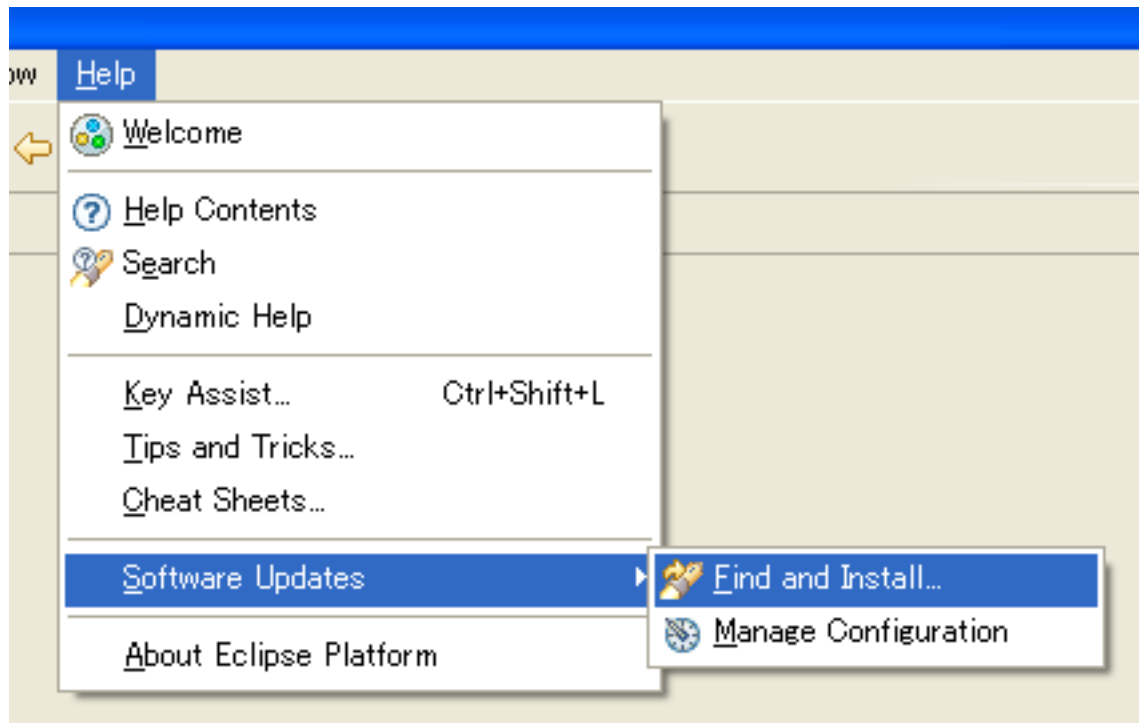 Help
Welcome
Help Contents
Search
Dynamic Help
Key Assist... Ctrl+Shift+L
Tips and Tricks...
Cheat Sheets...
Software Updates
Find and Install...
Manage Configuration
About Eclipse Platform